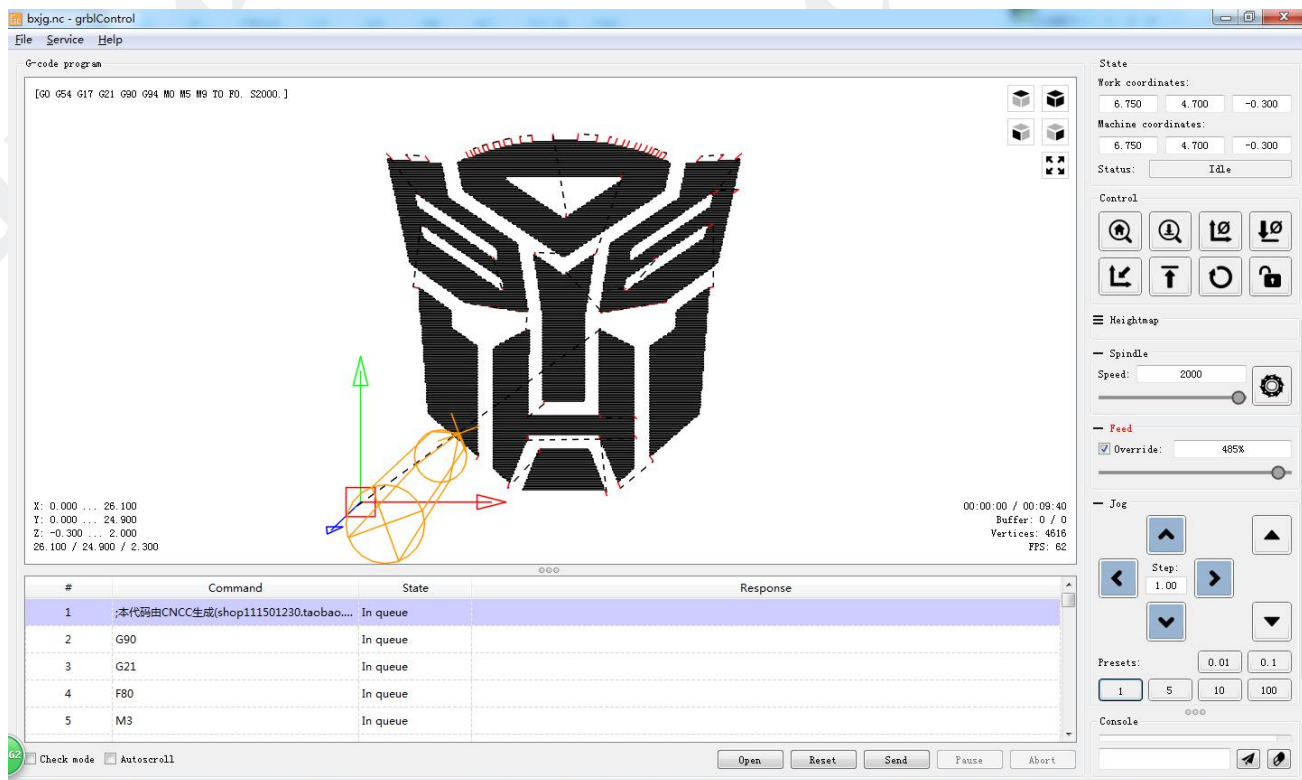 bxjg.nc - grblControl
File Service Help
G-code program
[G0 G54 G17 G21 G90 G94 M0 M5 M9 T0 F0. S2000.]
X: 0.000 ... 26.100
Y: 0.000 ... 24.900
Z: -0.300 ... 2.000
26.100 / 24.900 / 2.300
00:00:00 / 00:09:40
Buffer: 0 / 0
Vertices: 4616
FPS: 62
# Command State Response
1 ;本代码由CNCC生成(shop111501230.taobao.... In queue
2 G90 In queue
3 G21 In queue
4 F80 In queue
5 M3 In queue
62
Check mode Autoscroll Open Reset Send Pause Abort
State
Work coordinates:
6.750 4.700 -0.300
Machine coordinates:
6.750 4.700 -0.300
Status: Idle
Control
Heightmap
Spindle
Speed: 2000
Feed
Override: 485%
Jog
Step:
1.00
Presets: 0.01 0.1
1 5 10 100
Console